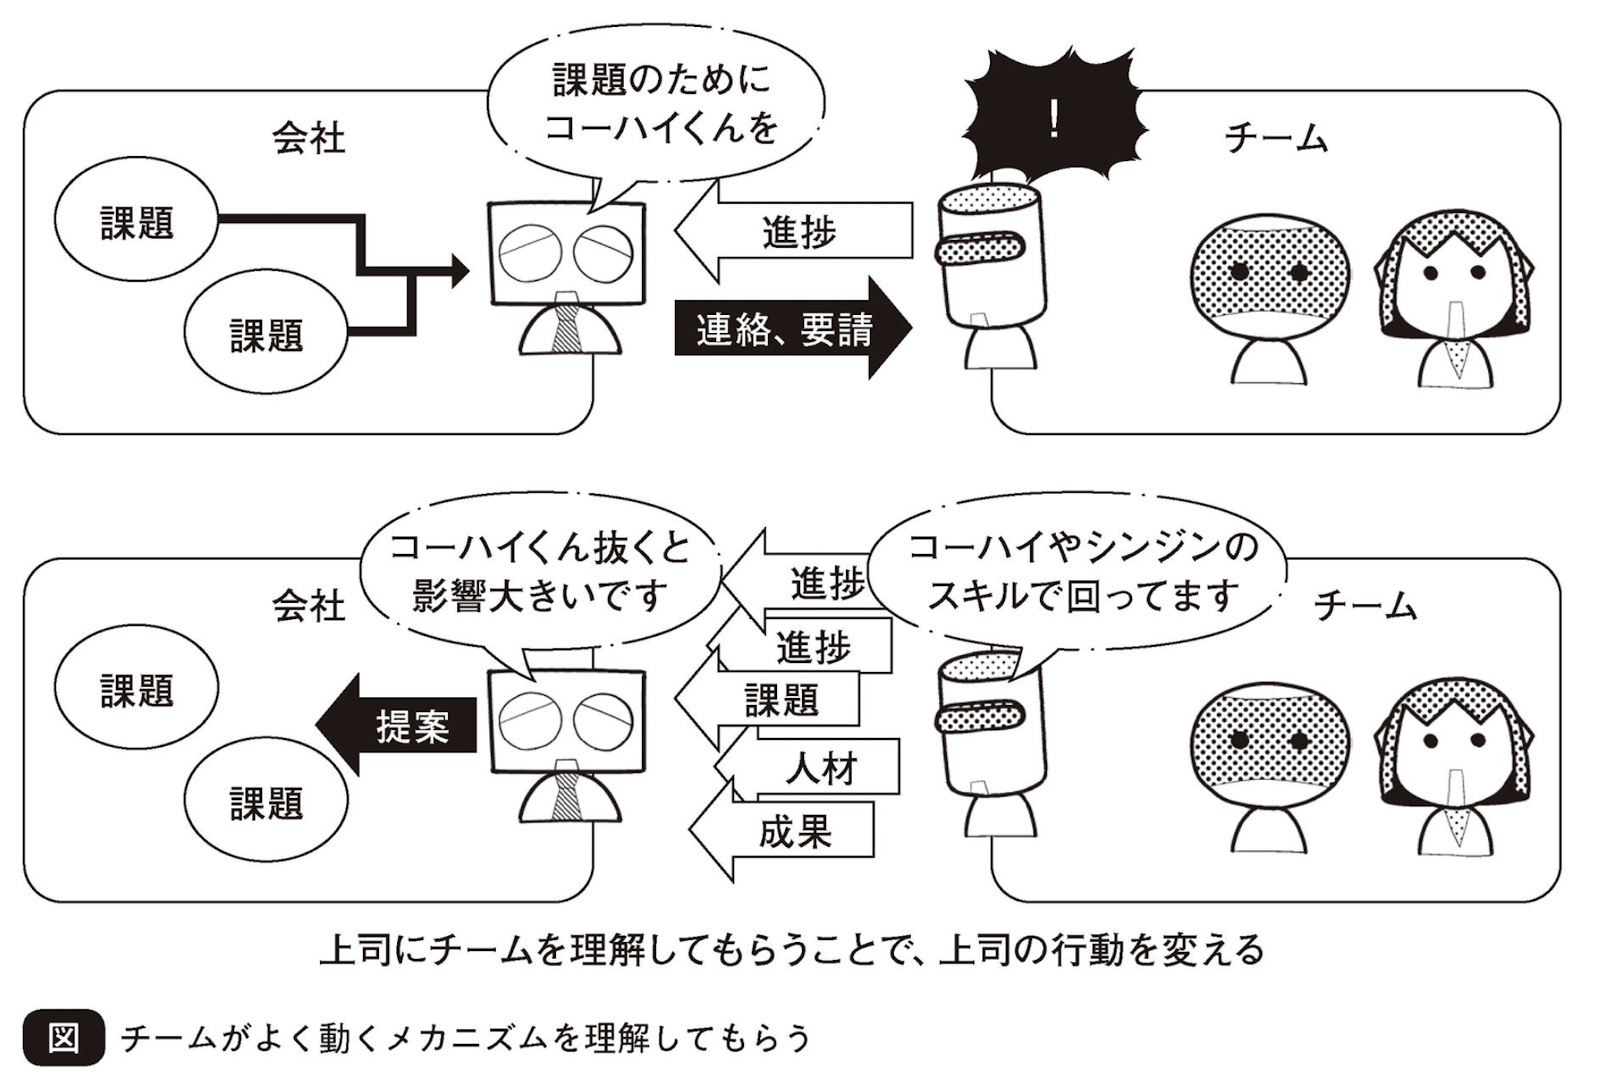 課題のために
コーハイくんを
!
会社
チーム
課題
課題
進捗
連絡、要請
コーハイくん抜くと
影響大きいです
コーハイやシンジンの
スキルで回ってます
会社
チーム
課題
課題
提案
進捗
進捗
課題
人材
成果
上司にチームを理解してもらうことで、上司の行動を変える
図 チームがよく動くメカニズムを理解してもらう